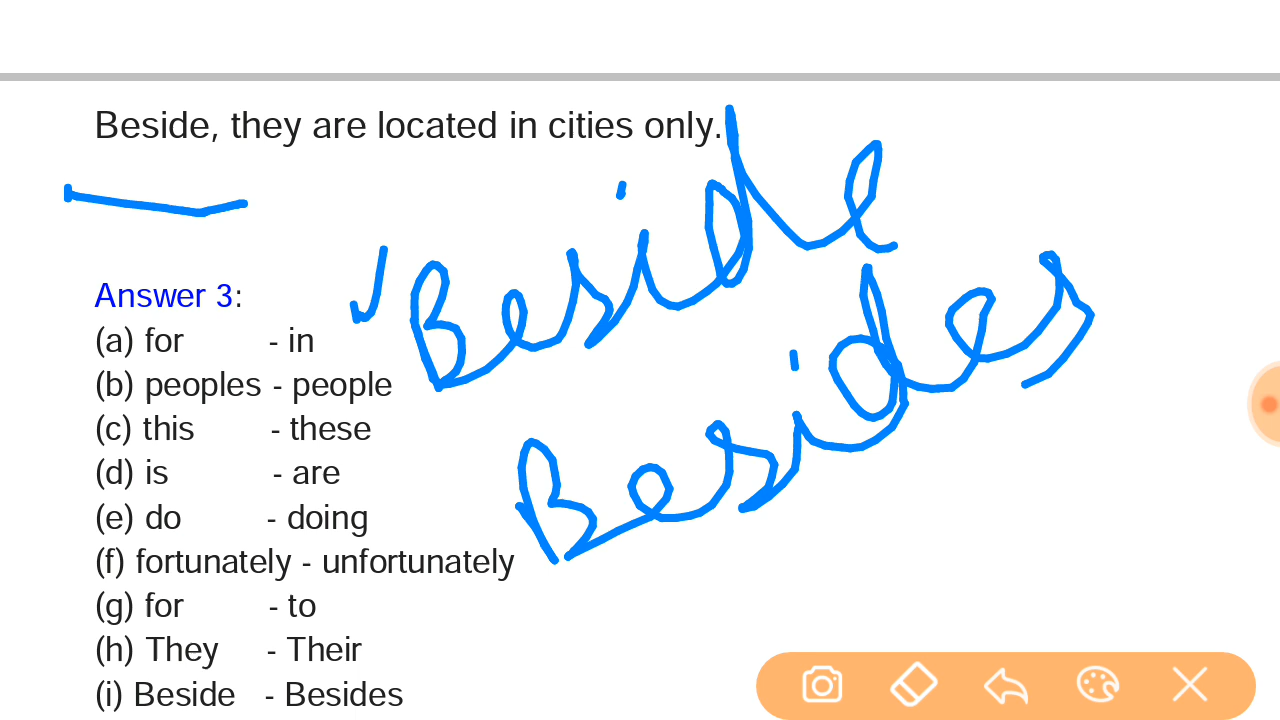 Beside, they are located in cities only.
Beside
Answer 3:
(a) for - in
Besides
(b) peoples - people
(c) this - these
(d) is - are
(e) do - doing
(f) fortunately - unfortunately
(g) for - to
(h) They - Their
(i) Beside - Besides